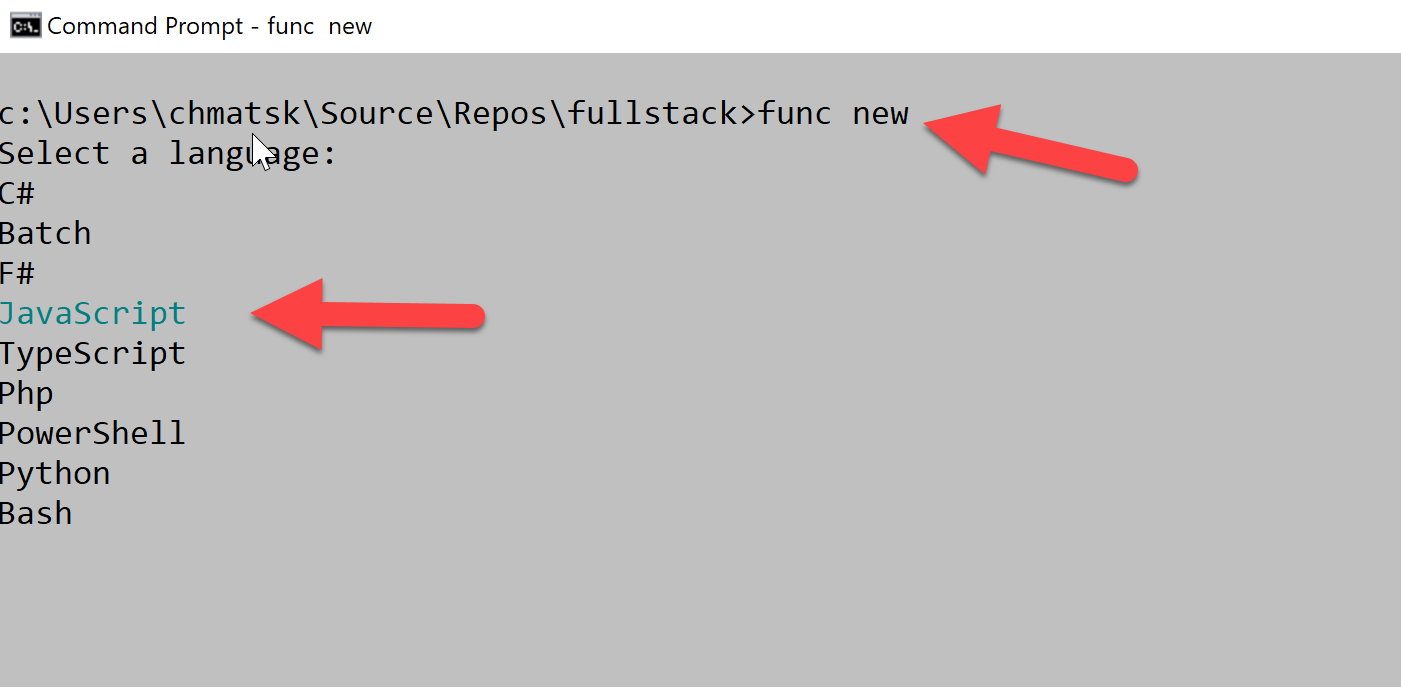 Command Prompt - func  new
c:\Users\chmatsk\Source\Repos\fullstack>func new
Select a language:
C#
Batch
F#
JavaScript
TypeScript
Php
PowerShell
Python
Bash